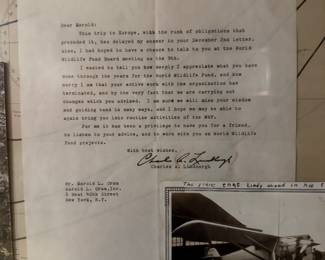 Dear Harold:
This trip to Europe, with the rush of obligations that
preceded it, has delayed my answer to your December 2nd letter.
Also, I had hoped to have a chance to talk to you at the World
Wildlife Fund Board meeting on the 9th.
I wanted to tell you how deeply I appreciate what you have
done through the years for the World Wildlife Fund, and how
sorry I am that your active work with the organization has
terminated, and by the very fact that we are carrying out
changes which you advised. I am sure we will miss your wisdom
and guiding hand in many ways, and I hope we may be able to
again bring you into routine activities of the WWF.
For me it has been a privilege to have you for a friend,
to listen to your advice, and to work with you on World Wildlife
Fund projects.
With best wishes,
Charles A. Lindbergh
Charles A. Lindbergh
Mr. Harold L. Oram
Harold L. Oram, Inc.
New York, N.Y.